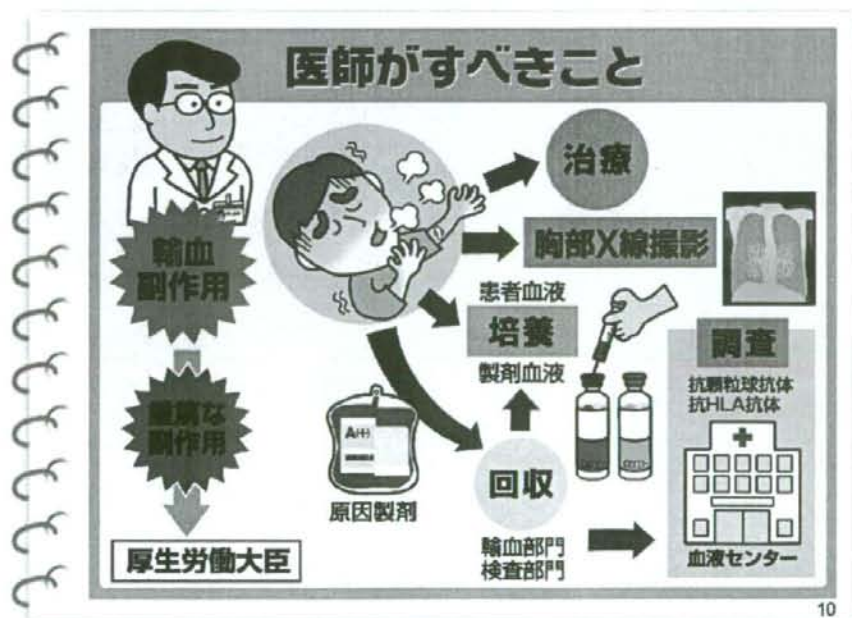 医師がすべきこと
輸血
副作用
重篤な
副作用
厚生労働大臣
治療
胸部X線撮影
患者血液
培養
製剤血液
原因製剤
回収
輸血部門
検査部門
調査
抗顆粒球抗体
抗HLA抗体
血液センター
10